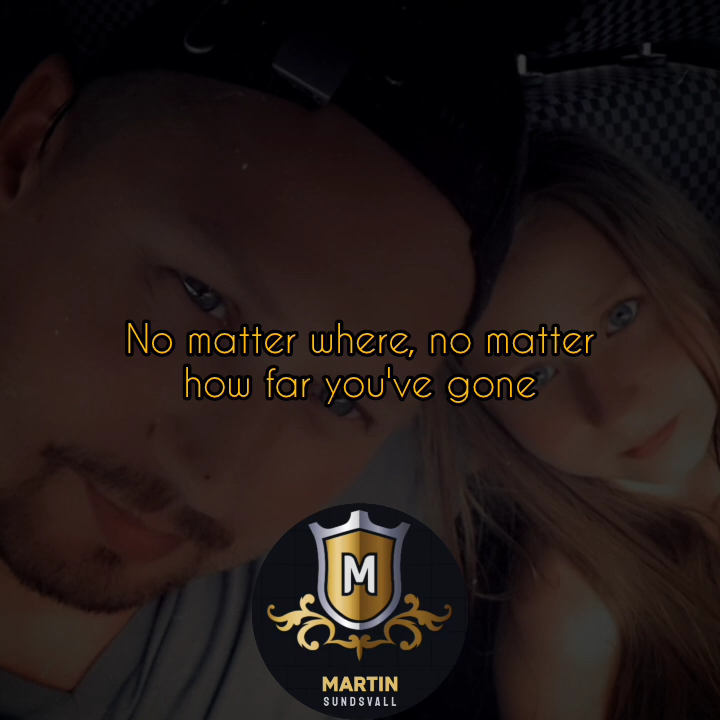 No matter where, no matter
how far you've gone
M
MARTIN
SUNDSVALL